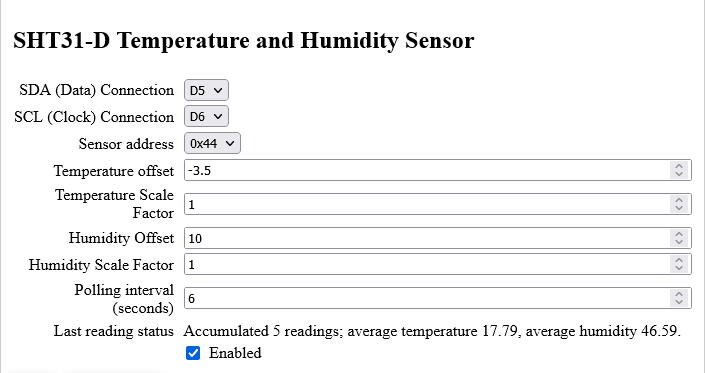 SHT31-D Temperature and Humidity Sensor
SDA (Data) Connection D5
SCL (Clock) Connection D6
Sensor address 0x44
Temperature offset -3.5
Temperature Scale
Factor 1
Humidity Offset 10
Humidity Scale Factor 1
Polling interval
(seconds) 6
Last reading status Accumulated 5 readings; average temperature 17.79, average humidity 46.59.
Enabled